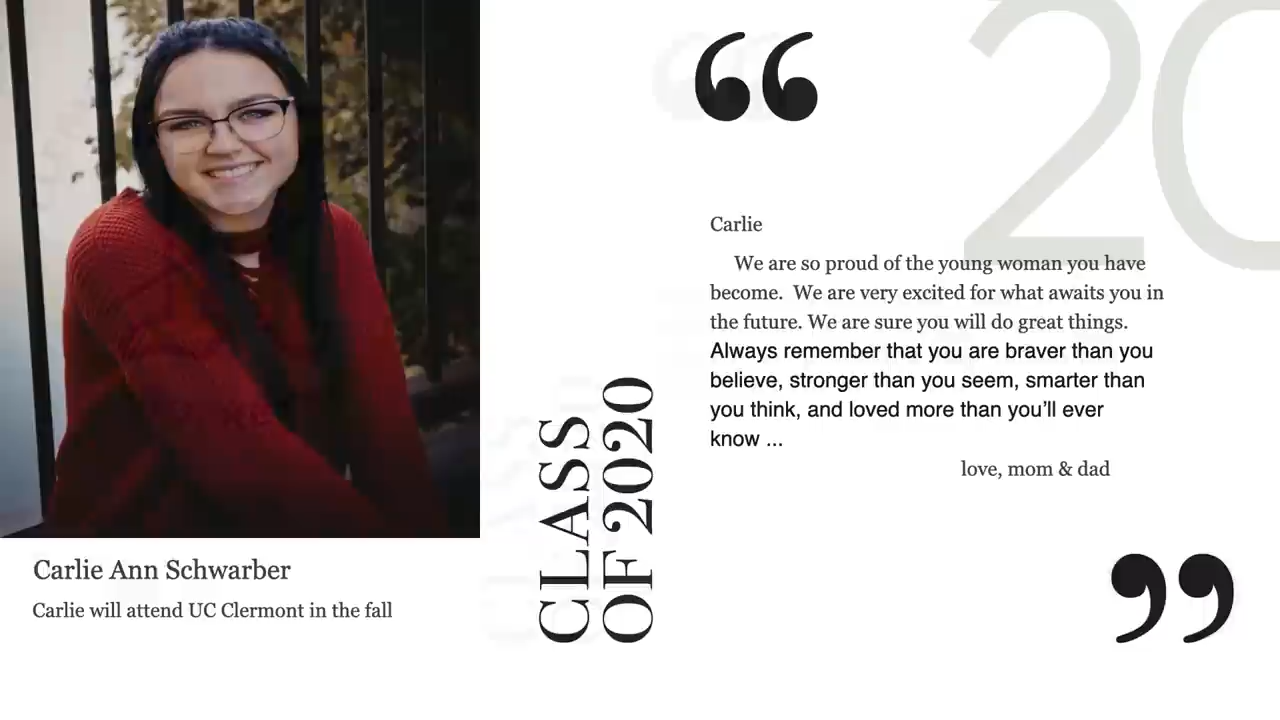 20
“
Carlie
We are so proud of the young woman you have
become.  We are very excited for what awaits you in
the future. We are sure you will do great things.
Always remember that you are braver than you
believe, stronger than you seem, smarter than
you think, and loved more than you’ll ever
know ...
love, mom & dad
”
CLASS
OF 2020
Carlie Ann Schwarber
Carlie will attend UC Clermont in the fall